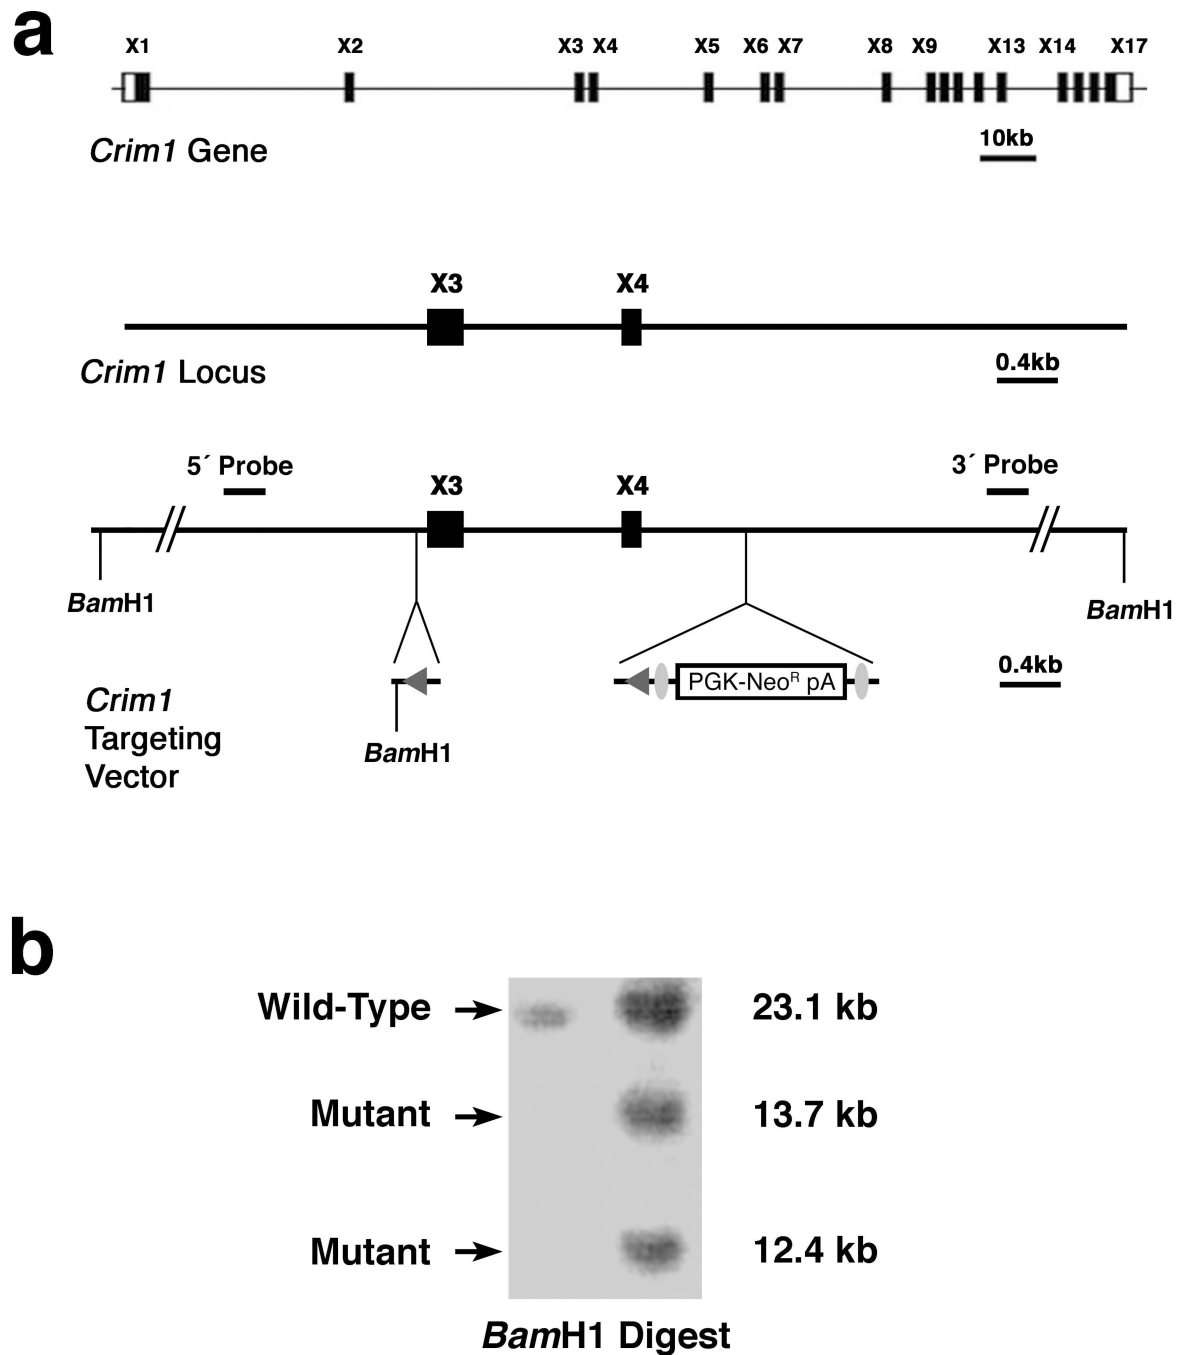 a
X1 X2 X3 X4 X5 X6 X7 X8 X9 X13 X14 X17
10kb
Crim1 Gene
X3 X4
0.4kb
Crim1 Locus
5´ Probe 3´ Probe
X3 X4
BamH1 BamH1
0.4kb
PGK-Neoᴿ pA
Crim1
Targeting
Vector
BamH1
b
Wild-Type 23.1 kb
Mutant 13.7 kb
Mutant 12.4 kb
BamH1 Digest